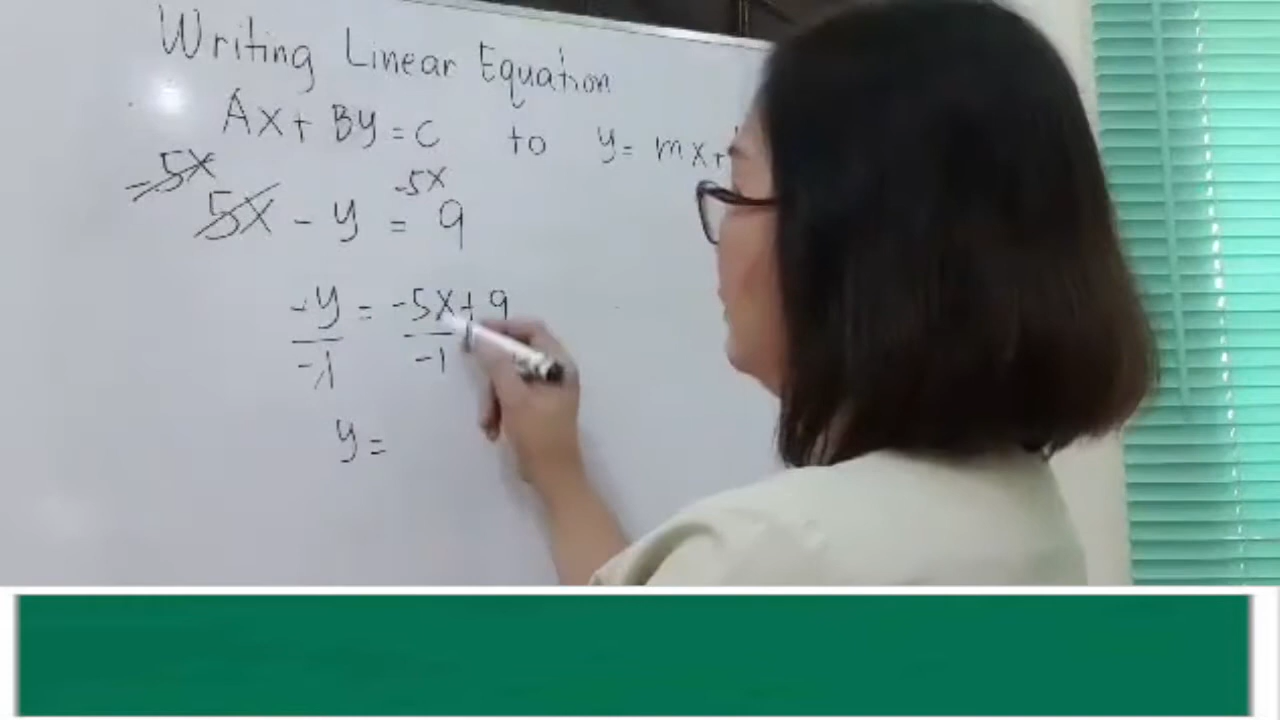 Writing Linear Equation
Ax + By = C to y = mx +
-5x -5x
5x - y = 9
-y = -5x + 9
-1 -1
y =